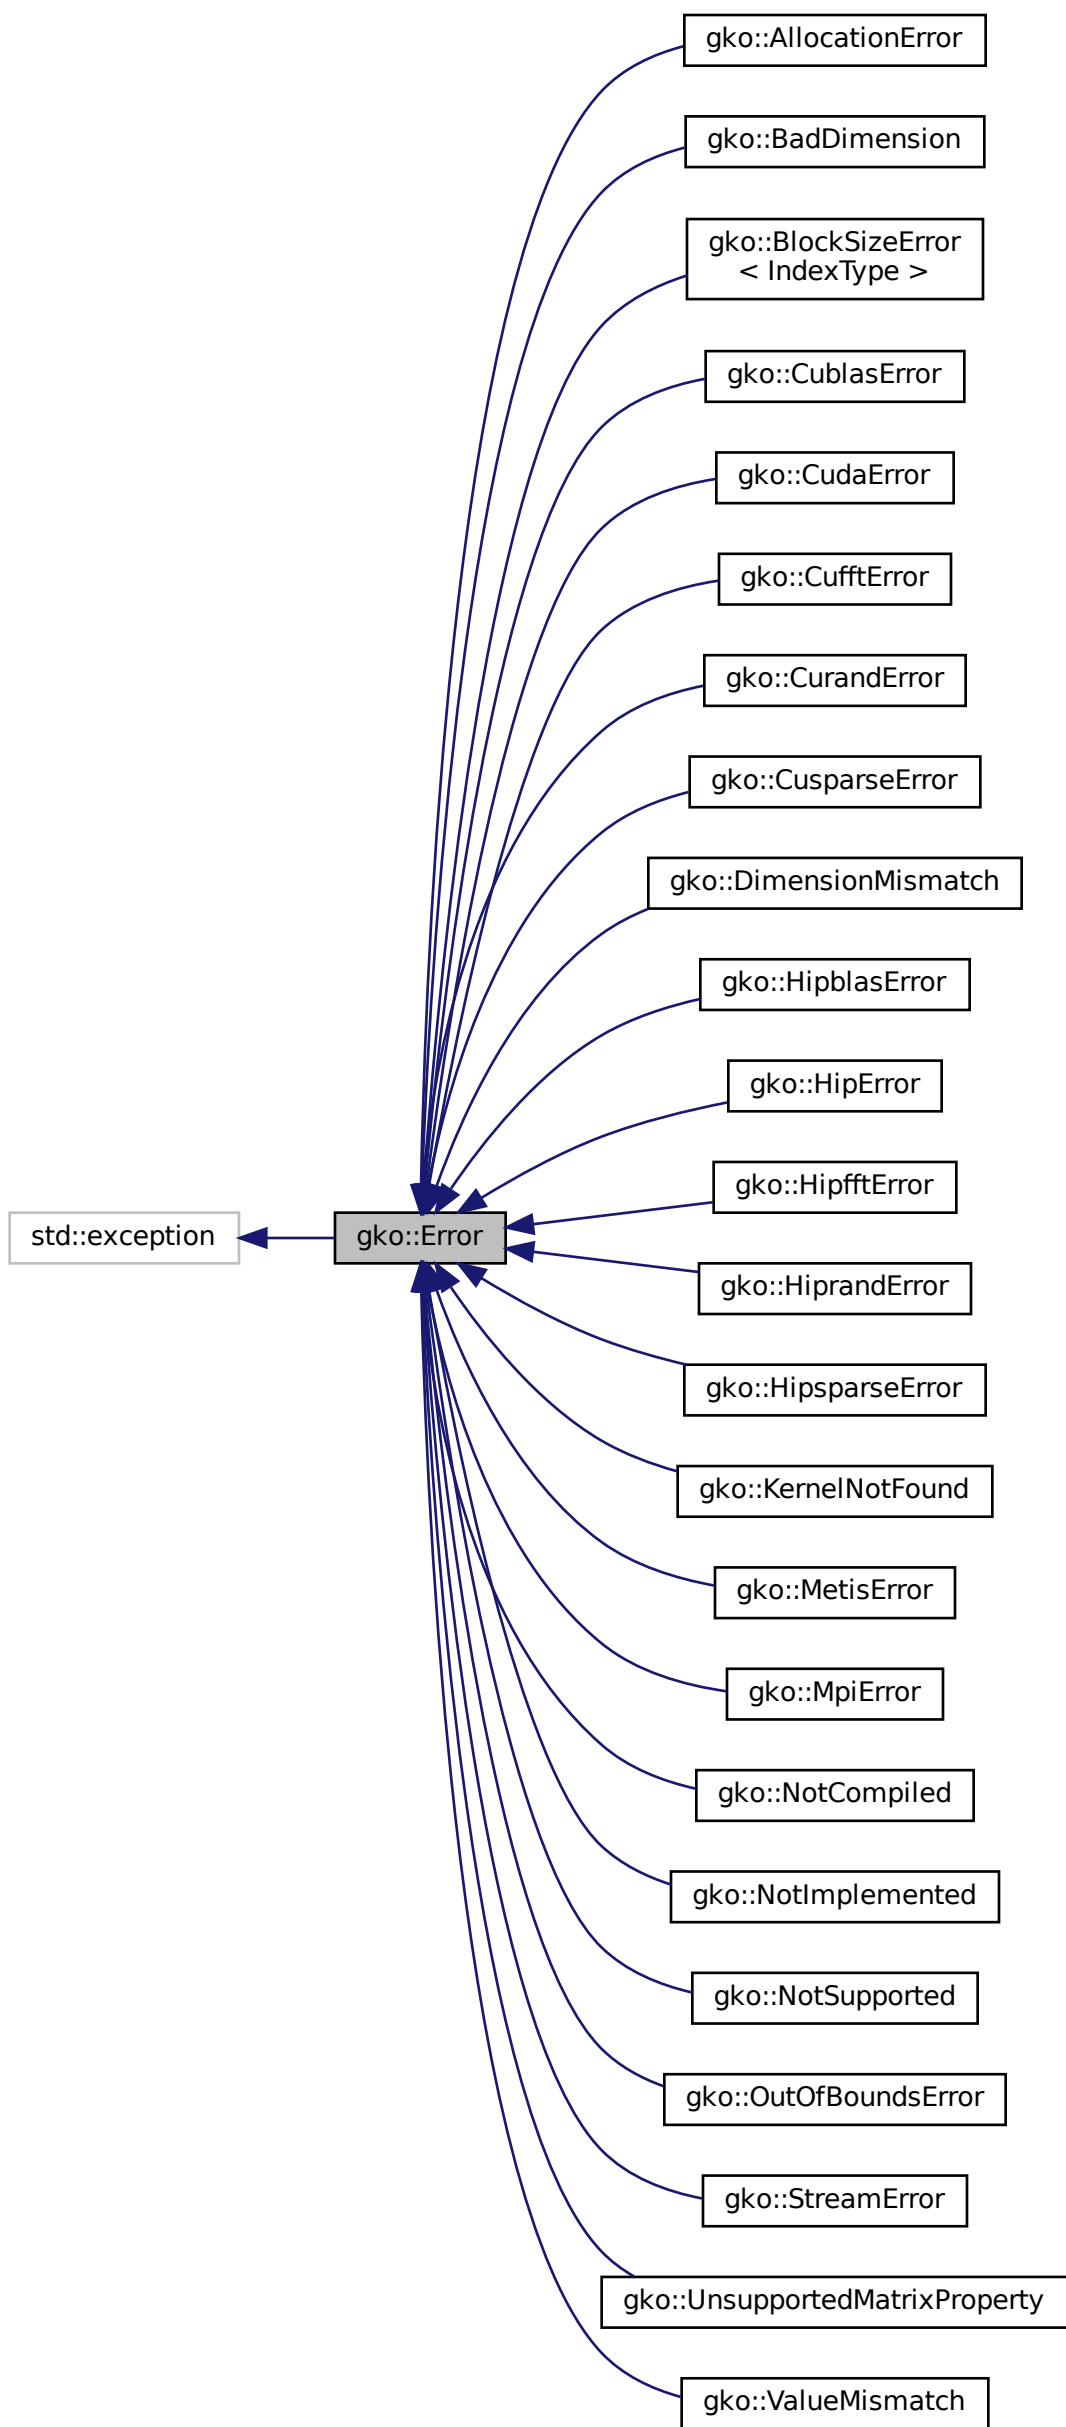 gko::AllocationError
gko::BadDimension
gko::BlockSizeError
< IndexType >
gko::CublasError
gko::CudaError
gko::CufftError
gko::CurandError
gko::CusparseError
gko::DimensionMismatch
gko::HipblasError
gko::HipError
gko::HipfftError
std::exception
gko::Error
gko::HiprandError
gko::HipsparseError
gko::KernelNotFound
gko::MetisError
gko::MpiError
gko::NotCompiled
gko::NotImplemented
gko::NotSupported
gko::OutOfBoundsError
gko::StreamError
gko::UnsupportedMatrixProperty
gko::ValueMismatch